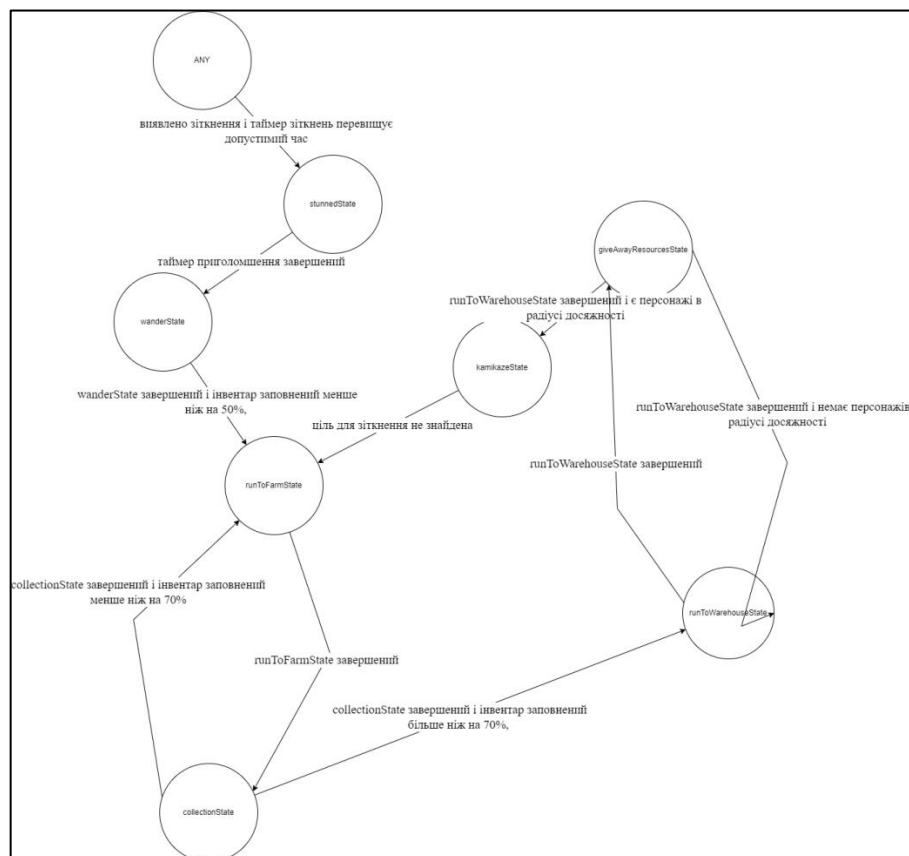 ANY
виявлено зіткнення і таймер зіткнень перевищує
допустимий час
stunnedState
giveAwayResourcesState
таймер приголомшення завершений
runToWarehouseState завершений і є персонажі в
радіусі досяжності
wanderState
kamikazeState
wanderState завершений і інвентар заповнений менше
ніж на 50%,
runToWarehouseState завершений і немає персонажів
радіусі досяжності
ціль для зіткнення не знайдена
runToWarehouseState завершений
runToFarmState
collectionState завершений і інвентар заповнений
менше ніж на 70%
runToWarehouseState
runToFarmState завершений
collectionState завершений і інвентар заповнений
більше ніж на 70%,
collectionState